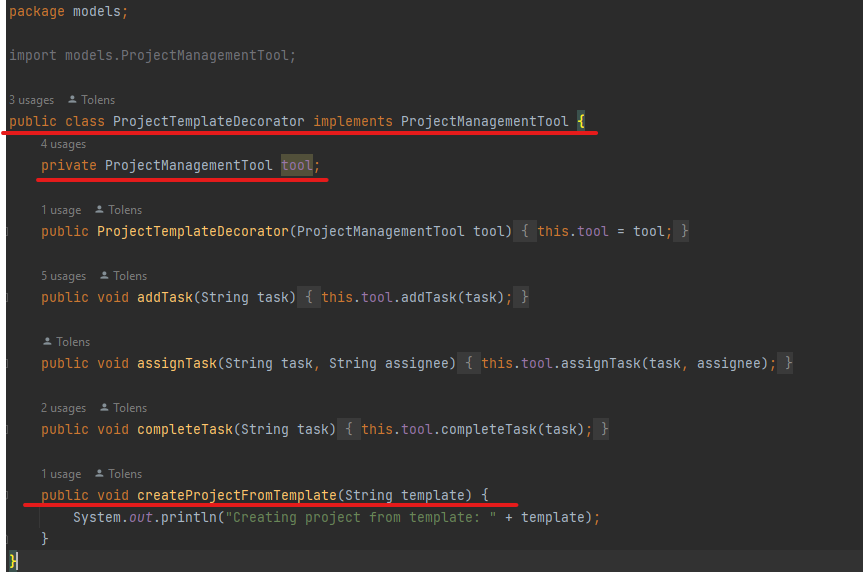 package models;
import models.ProjectManagementTool;
3 usages Tolens
public class ProjectTemplateDecorator implements ProjectManagementTool {
4 usages
private ProjectManagementTool tool;
1 usage Tolens
public ProjectTemplateDecorator(ProjectManagementTool tool) { this.tool = tool; }
5 usages Tolens
public void addTask(String task) { this.tool.addTask(task); }
Tolens
public void assignTask(String task, String assignee) { this.tool.assignTask(task, assignee); }
2 usages Tolens
public void completeTask(String task) { this.tool.completeTask(task); }
1 usage Tolens
public void createProjectFromTemplate(String template) {
System.out.println("Creating project from template: " + template);
}
}